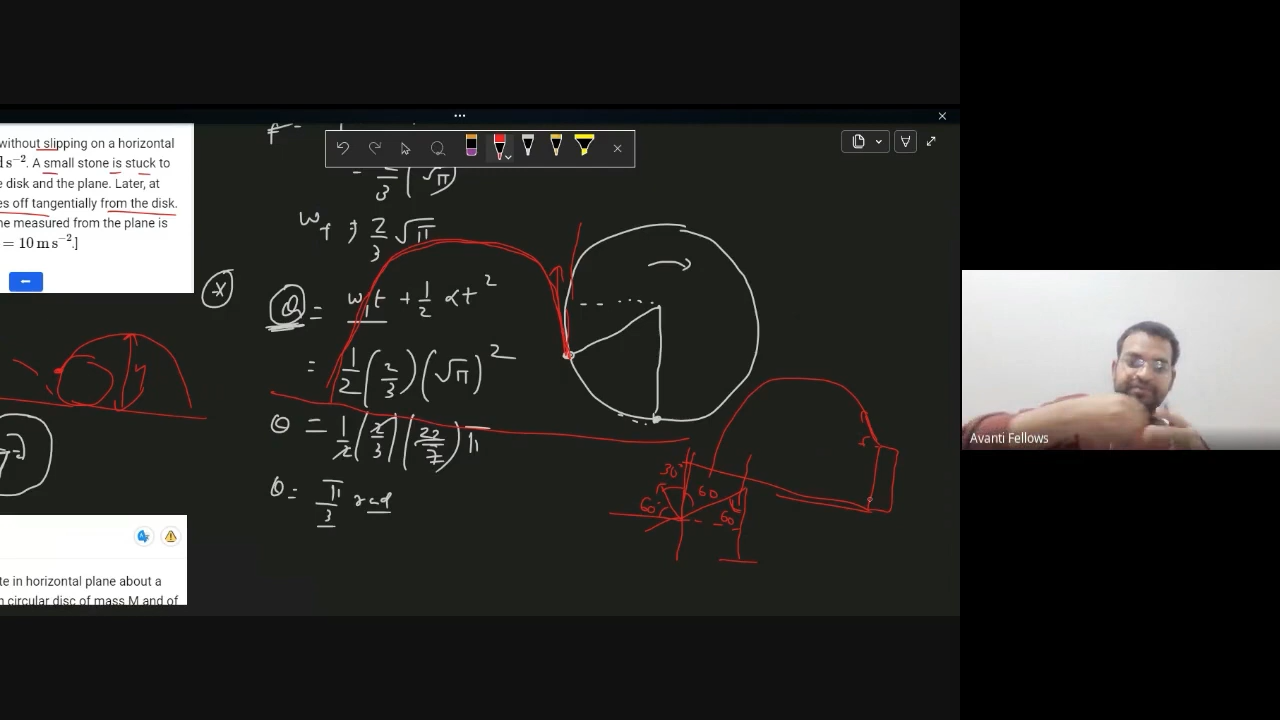 without slipping on a horizontal
d s⁻². A small stone is stuck to
e disk and the plane. Later, at
es off tangentially from the disk.
ne measured from the plane is
= 10 m s⁻².]
3 (√π)
ω_f = 2/3 √π
θ = ω_i t + 1/2 αt²
= 1/2 (2/3) (√π)²
θ = 1/2 (2/3) (22/7) π
θ = π/3 rad
30°
60°
60
60
te in horizontal plane about a
n circular disc of mass M and of
Avanti Fellows